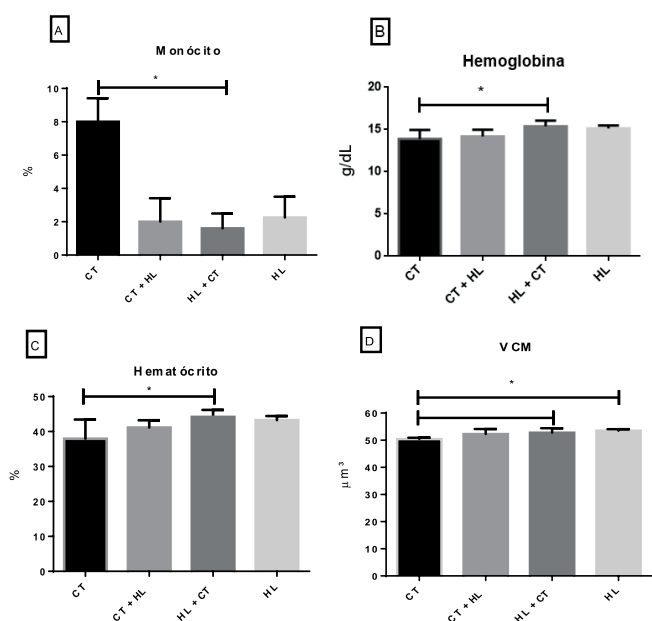 A
Monócito
*
10
8
6
4
2
0
%
CT
CT + HL
HL + CT
HL
B
Hemoglobina
*
20
15
10
5
0
g/dL
CT
CT + HL
HL + CT
HL
C
Hematócrito
*
50
40
30
20
10
0
%
CT
CT + HL
HL + CT
HL
D
VCM
*
60
50
40
30
20
10
0
µm³
CT
CT + HL
HL + CT
HL